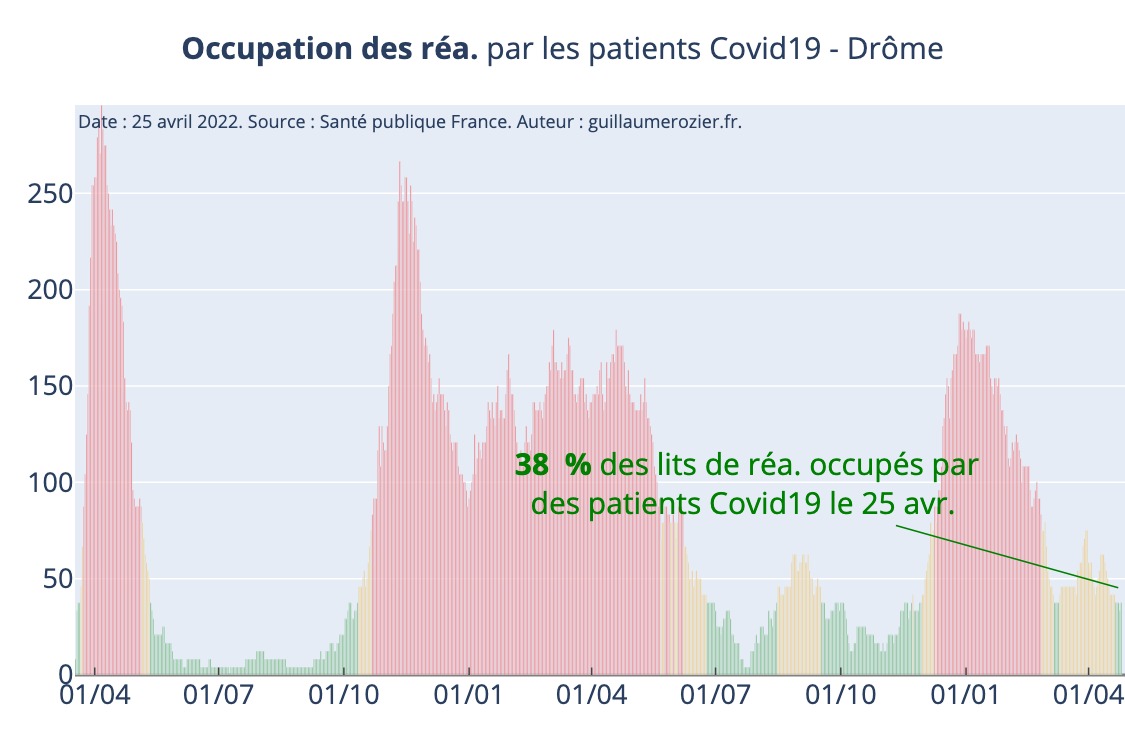 Occupation des réa. par les patients Covid19 - Drôme
Date : 25 avril 2022. Source : Santé publique France. Auteur : guillaumerozier.fr.
250
200
150
100
50
0
38 % des lits de réa. occupés par
des patients Covid19 le 25 avr.
01/04 01/07 01/10 01/01 01/04 01/07 01/10 01/01 01/04